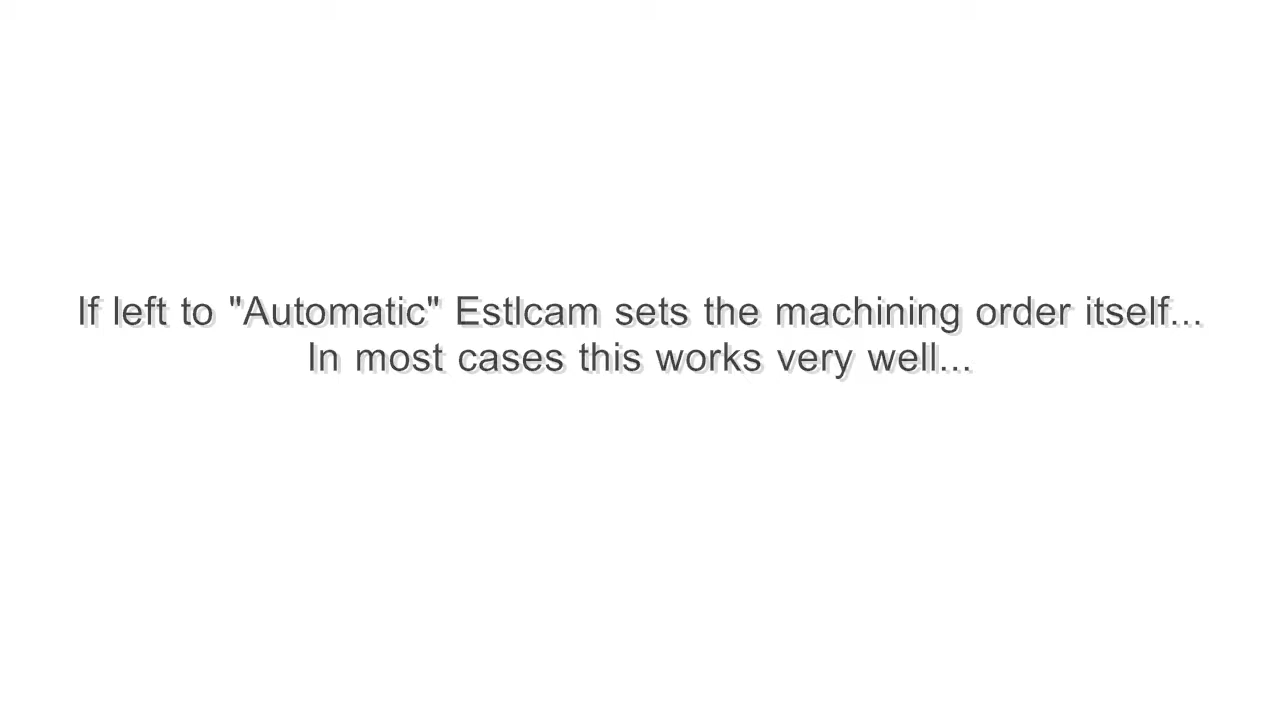 If left to "Automatic" Estlcam sets the machining order itself...
In most cases this works very well...